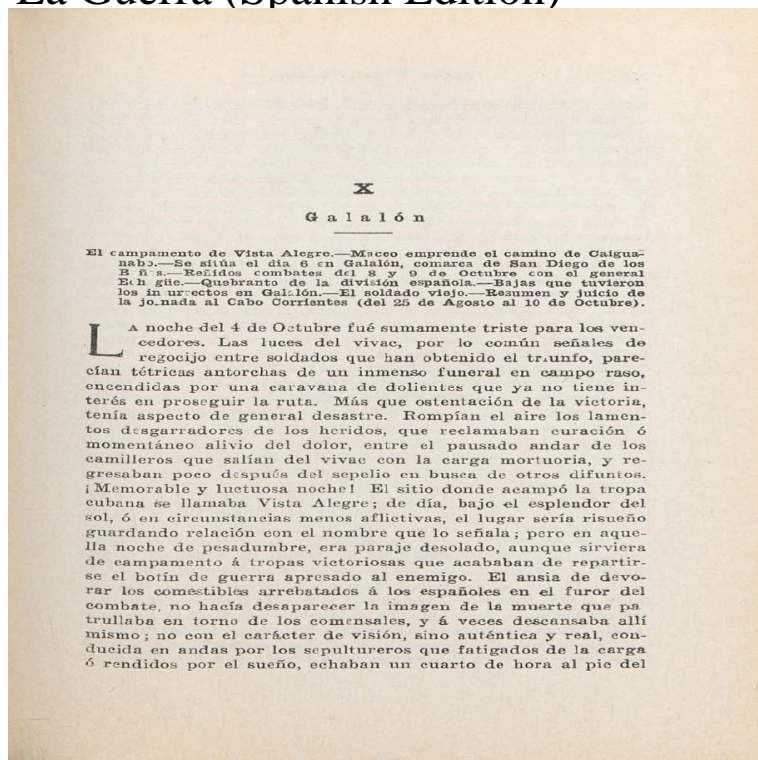 La Guerra (Spanish Edition)
X
Galalón
El campamento de Vista Alegre.—Maceo emprende el camino de Caigua-
nabo.—Se sitúa el día 6 en Galalón, comarca de San Diego de los
B ñ s.—Reñidos combates del 8 y 9 de Octubre con el general
Ech güe.—Quebranto de la división española.—Bajas que tuvieron
los in urrectos en Galalón.—El soldado viejo.—Resumen y juicio de
la jo nada al Cabo Corrientes (del 25 de Agosto al 10 de Octubre).
LA noche del 4 de Octubre fué sumamente triste para los ven-
cedores. Las luces del vivac, por lo común señales de
regocijo entre soldados que han obtenido el triunfo, pare-
cían tétricas antorchas de un inmenso funeral en campo raso,
encendidas por una caravana de dolientes que ya no tiene in-
terés en proseguir la ruta. Más que ostentación de la victoria,
tenía aspecto de general desastre. Rompían el aire los lamen-
tos desgarradores de los heridos, que reclamaban curación ó
momentáneo alivio del dolor, entre el pausado andar de los
camilleros que salían del vivac con la carga mortuoria, y re-
gresaban poco después del sepelio en busca de otros difuntos.
¡Memorable y luctuosa noche! El sitio donde acampó la tropa
cubana se llamaba Vista Alegre; de día, bajo el esplendor del
sol, ó en circunstancias menos aflictivas, el lugar sería risueño
guardando relación con el nombre que lo señala; pero en aque-
lla noche de pesadumbre, era paraje desolado, aunque sirviera
de campamento á tropas victoriosas que acababan de repartir-
se el botín de guerra apresado al enemigo. El ansia de devo-
rar los comestibles arrebatados á los españoles en el furor del
combate, no hacía desaparecer la imagen de la muerte que pa
trullaba en torno de los comensales, y á veces descansaba allí
mismo; no con el carácter de visión, sino auténtica y real, con-
ducida en andas por los sepultureros que fatigados de la carga
ó rendidos por el sueño, echaban un cuarto de hora al pie del